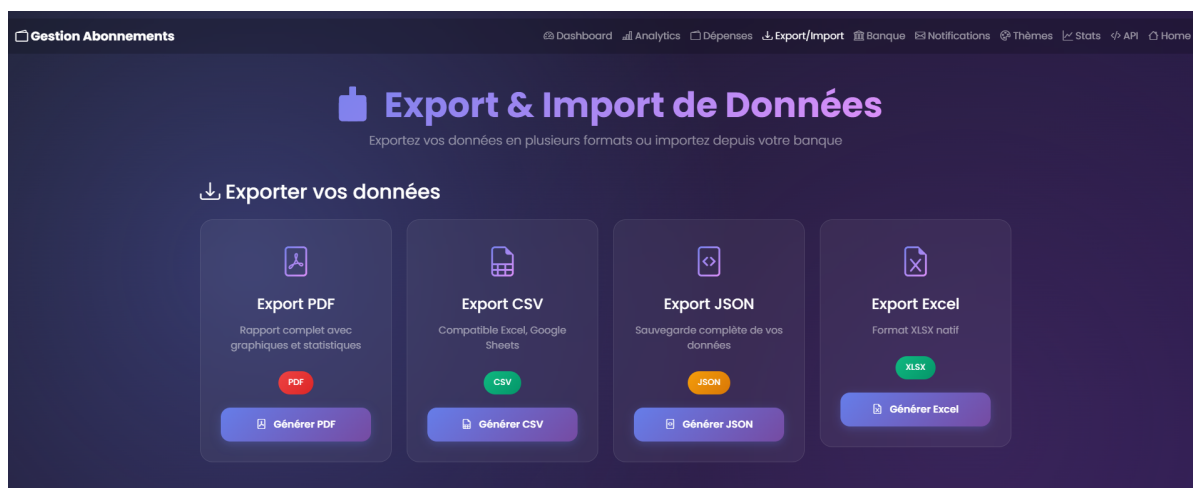 Gestion Abonnements
Dashboard Analytics Dépenses Export/Import Banque Notifications Thèmes Stats API Home
Export & Import de Données
Exportez vos données en plusieurs formats ou importez depuis votre banque
Exporter vos données
Export PDF
Rapport complet avec
graphiques et statistiques
PDF
Générer PDF
Export CSV
Compatible Excel, Google
Sheets
CSV
Générer CSV
Export JSON
Sauvegarde complète de vos
données
JSON
Générer JSON
Export Excel
Format XLSX natif
XLSX
Générer Excel